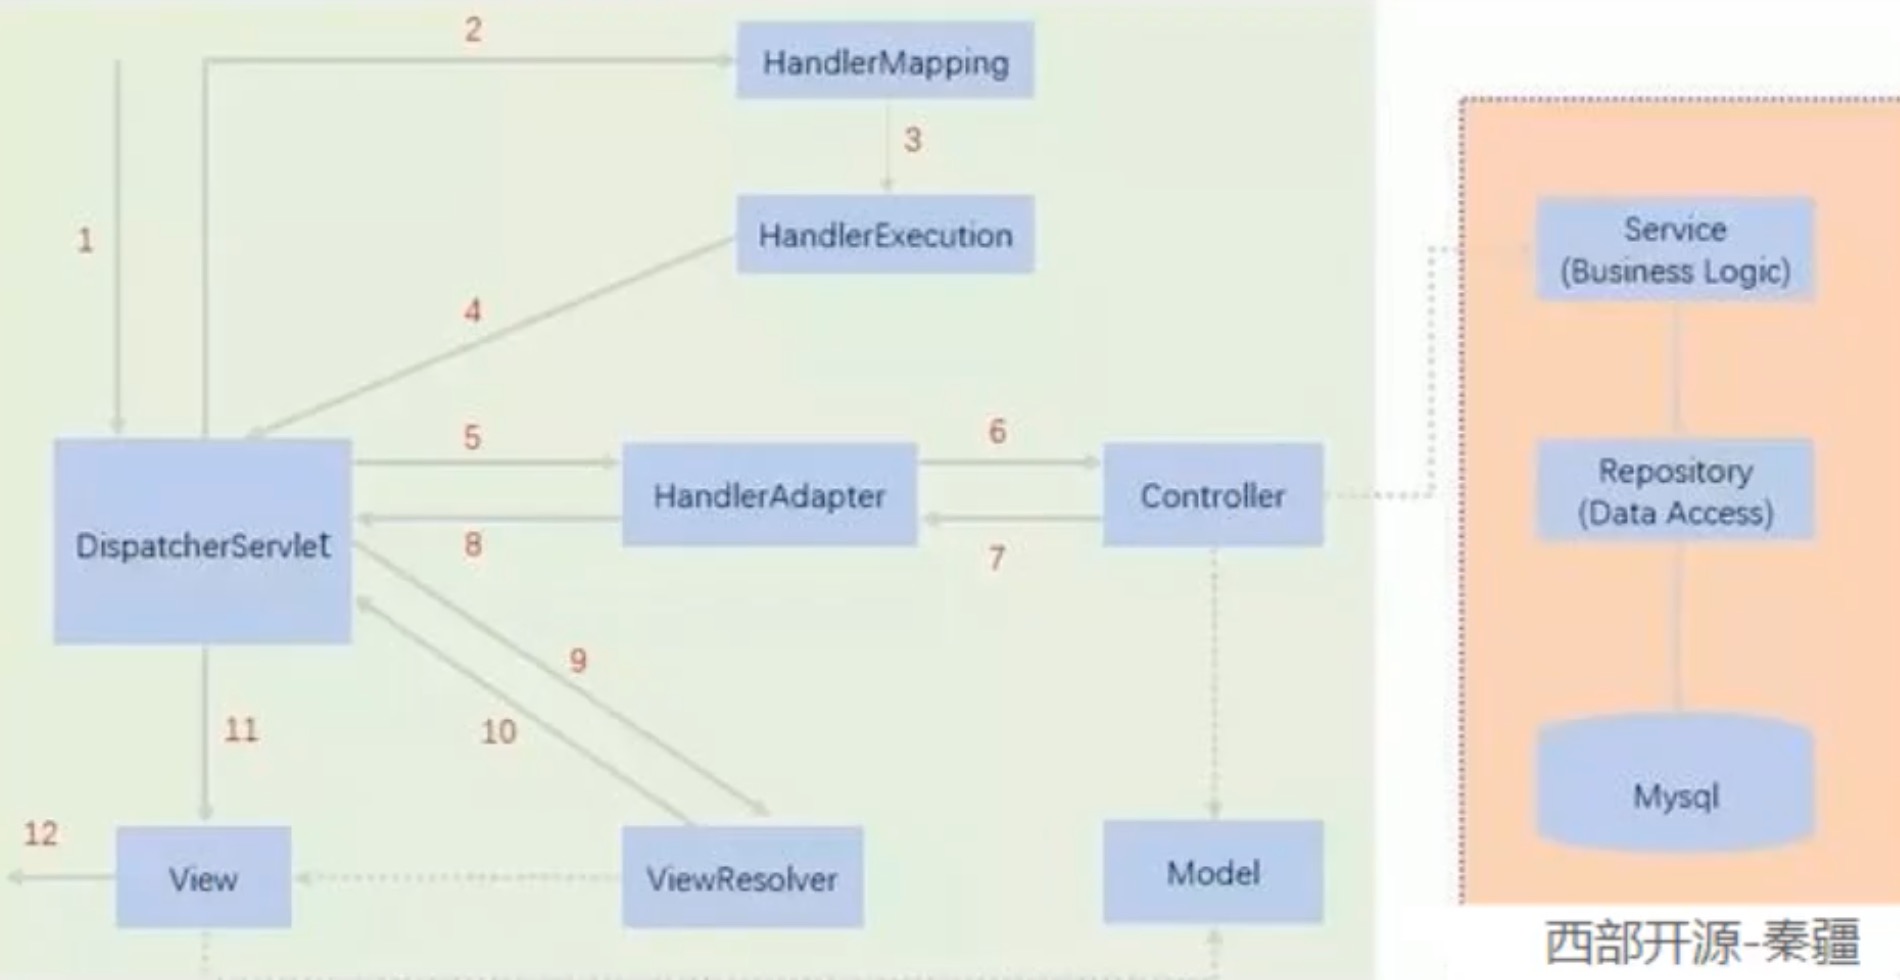 2
HandlerMapping
3
1
HandlerExecution
Service
(Business Logic)
4
5
6
HandlerAdapter
Controller
Repository
(Data Access)
DispatcherServlet
8
7
9
11
10
Mysql
12
View
ViewResolver
Model
西部开源-秦疆